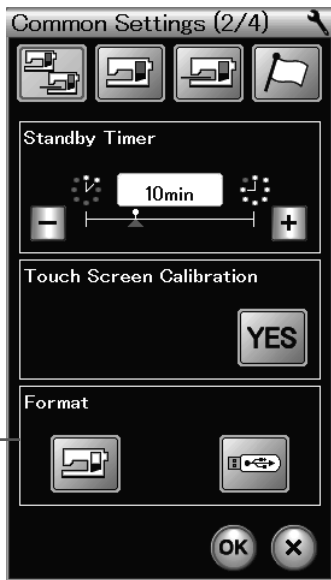 Common Settings (2/4)
Standby Timer
10min
− +
Touch Screen Calibration
YES
Format
OK ×